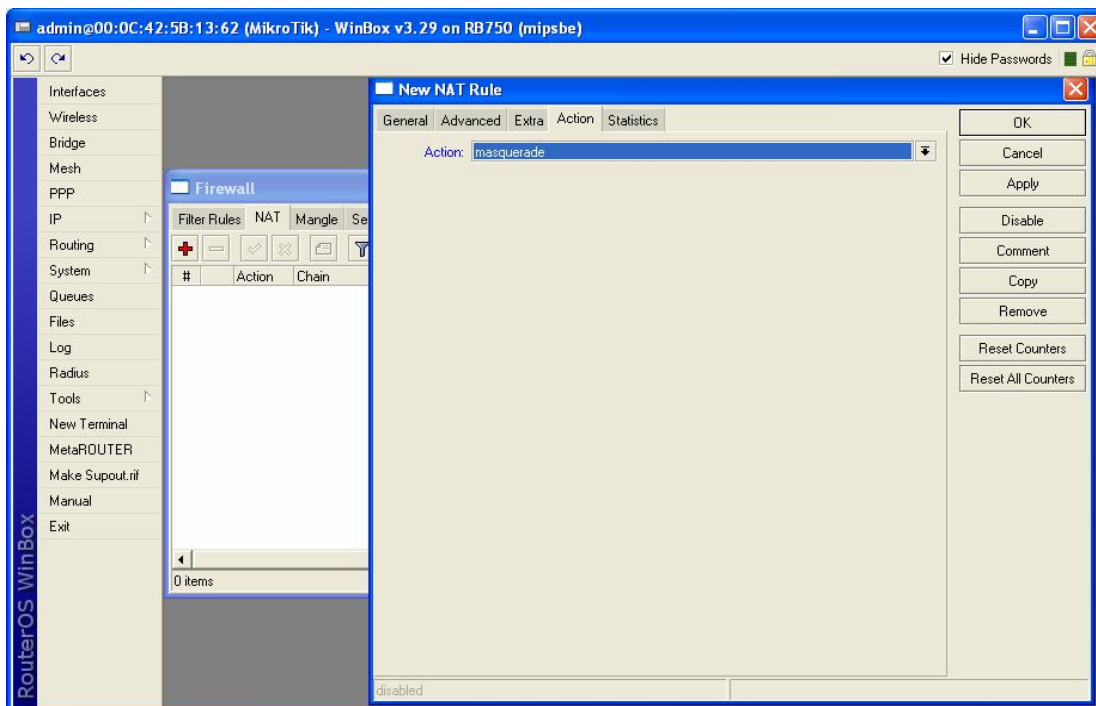 admin@00:0C:42:5B:13:62 (MikroTik) - WinBox v3.29 on RB750 (mipsbe)
Hide Passwords
RouterOS WinBox
Interfaces
Wireless
Bridge
Mesh
PPP
IP
Routing
System
Queues
Files
Log
Radius
Tools
New Terminal
MetaROUTER
Make Supout.rif
Manual
Exit
Firewall
Filter Rules NAT Mangle Se
# Action Chain
0 items
New NAT Rule
General Advanced Extra Action Statistics
Action: masquerade
OK
Cancel
Apply
Disable
Comment
Copy
Remove
Reset Counters
Reset All Counters
disabled